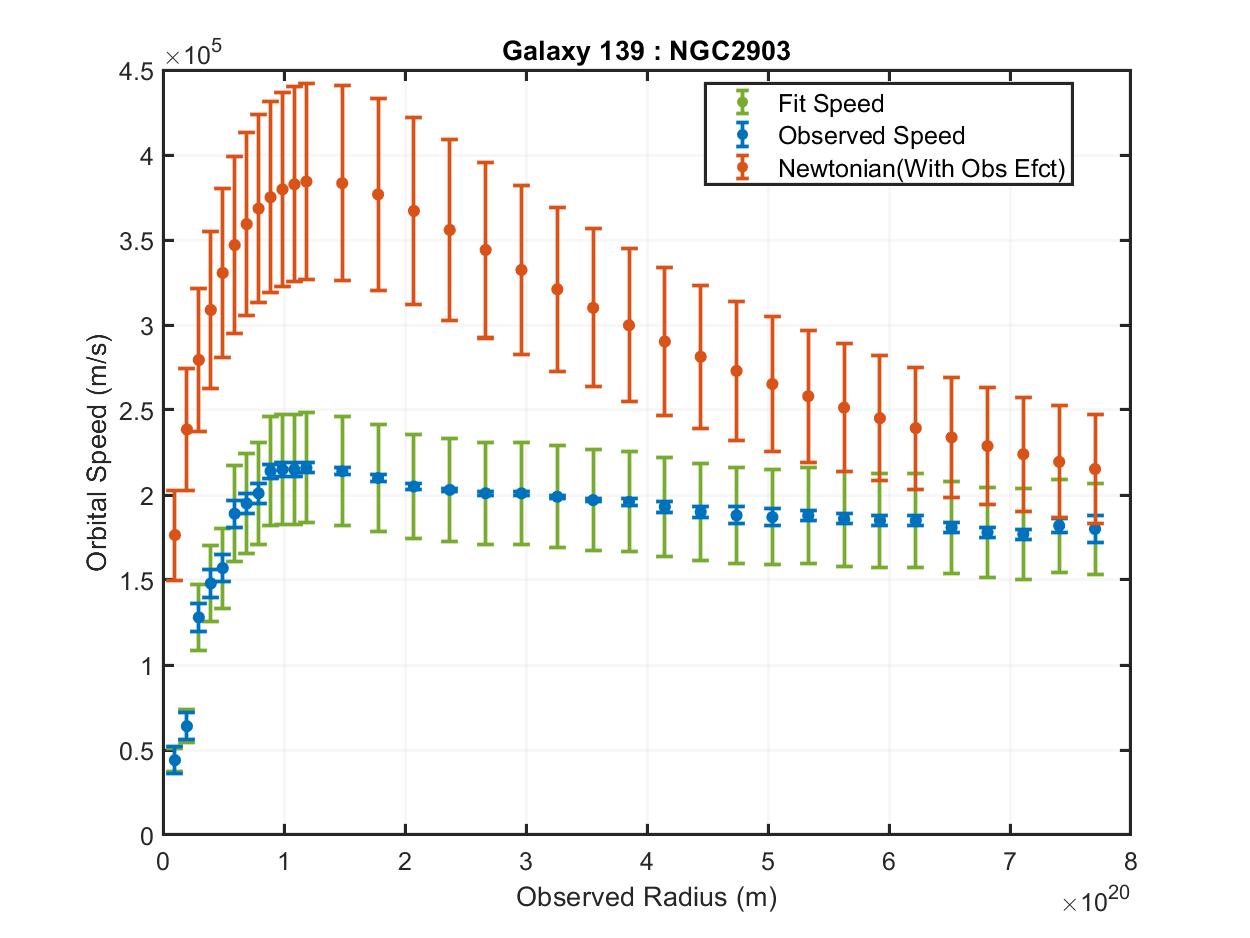 Galaxy 139 : NGC2903
×10^5
4.5
4
3.5
3
2.5
2
1.5
1
0.5
0
Orbital Speed (m/s)
Fit Speed
Observed Speed
Newtonian(With Obs Efct)
0 1 2 3 4 5 6 7 8
Observed Radius (m)
×10^20